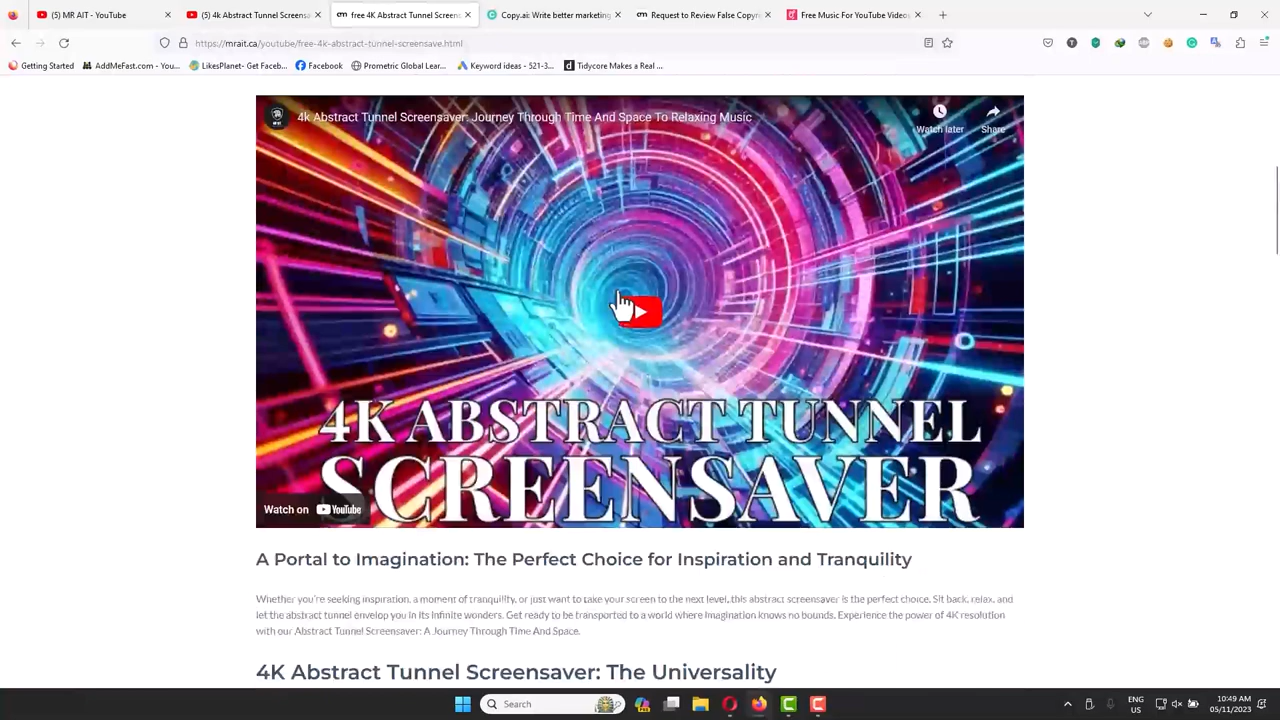 (5) MR AIT - YouTube
(5) 4k Abstract Tunnel Screensa
free 4K Abstract Tunnel Screen
Copy.ai: Write better marketing
Request to Review False Copyri
Free Music For YouTube Videos
https://mrait.ca/youtube/free-4k-abstract-tunnel-screensave.html
Getting Started
AddMeFast.com - You...
LikesPlanet- Get Faceb...
Facebook
Prometric Global Lear...
Keyword ideas - 521-3...
Tidycore Makes a Real ...
4k Abstract Tunnel Screensaver: Journey Through Time And Space To Relaxing Music
Watch later
Share
4K ABSTRACT TUNNEL
SCREENSAVER
Watch on YouTube
A Portal to Imagination: The Perfect Choice for Inspiration and Tranquility
Whether you're seeking inspiration, a moment of tranquility, or just want to take your screen to the next level, this abstract screensaver is the perfect choice. Sit back, relax, and
let the abstract tunnel envelop you in its infinite wonders. Get ready to be transported to a world where imagination knows no bounds. Experience the power of 4K resolution
with our Abstract Tunnel Screensaver: A Journey Through Time And Space.
4K Abstract Tunnel Screensaver: The Universality
Search
ENG
US
10:49 AM
05/11/2023